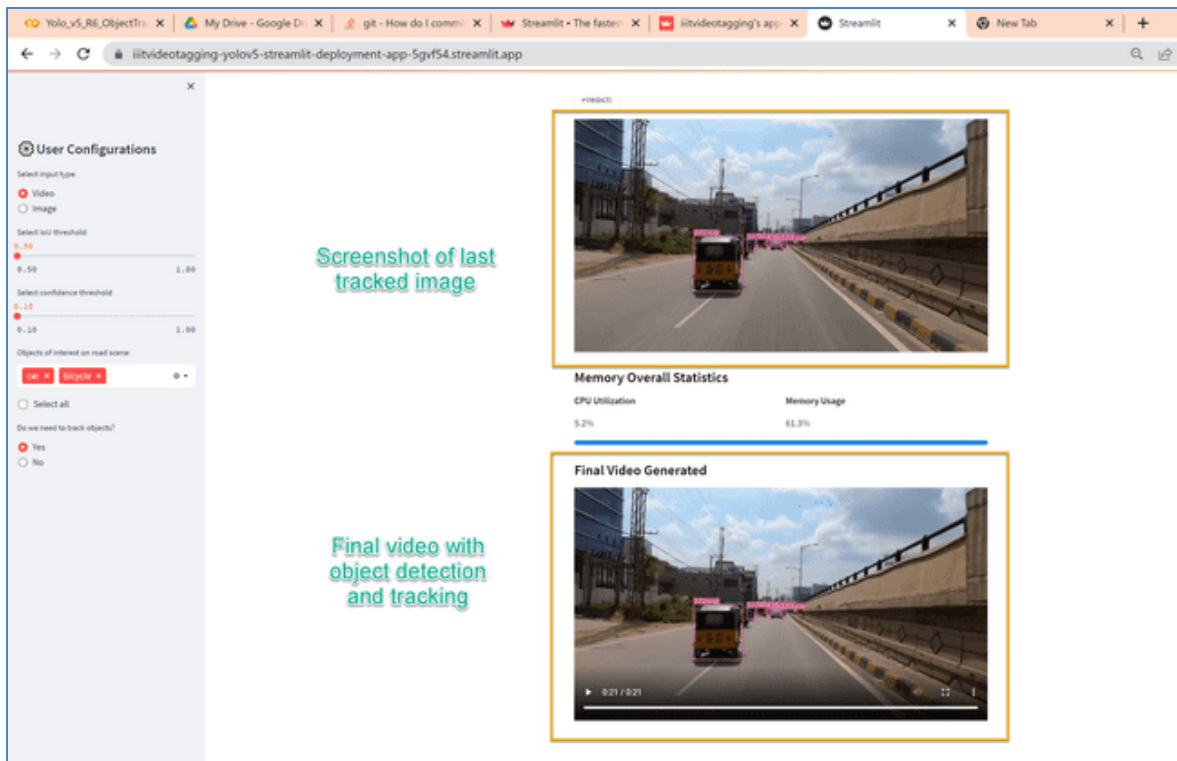 Yolo_v5_R6_ObjectTra
My Drive - Google Dr
git - How do I commi
Streamlit • The fastes
iiitvideotagging's app
Streamlit
New Tab
iiitvideotagging-yolov5-streamlit-deployment-app-5gvf54.streamlit.app
Predict!
User Configurations
Select input type:
Video
Image
Select IoU threshold
0.50
0.50 1.00
Select confidence threshold
0.10
0.10 1.00
Objects of interest on road scene:
car bicycle
Select all
Do we need to track objects?
Yes
No
Screenshot of last
tracked image
Memory Overall Statistics
CPU Utilization Memory Usage
5.2% 61.3%
Final Video Generated
Final video with
object detection
and tracking
0:21 / 0:21